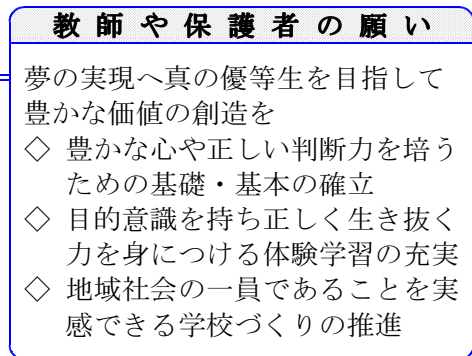 教師や保護者の願い
夢の実現へ真の優等生を目指して
豊かな価値の創造を
◇ 豊かな心や正しい判断力を培う
ための基礎・基本の確立
◇ 目的意識を持ち正しく生き抜く
力を身につける体験学習の充実
◇ 地域社会の一員であることを実
感できる学校づくりの推進